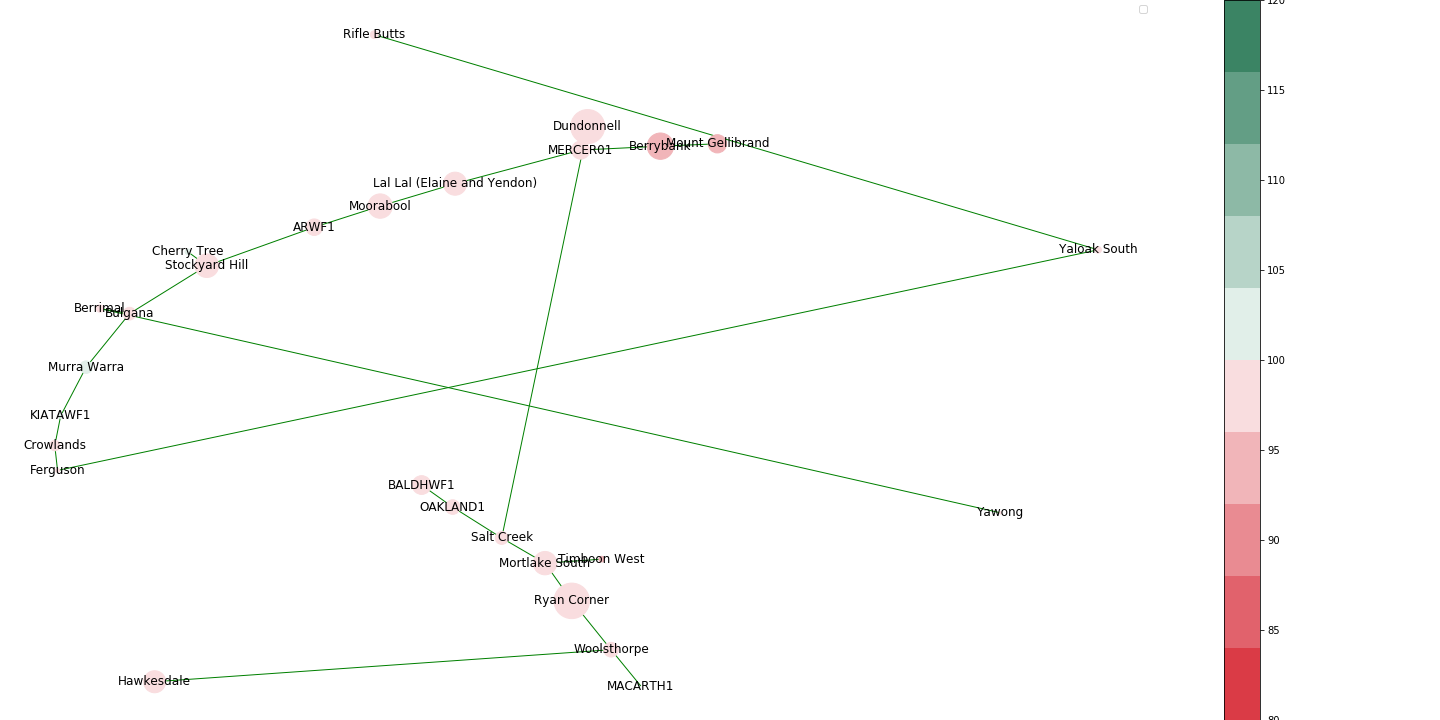 120
Rifle Butts
115
Dundonnell
Mount Gellibrand
Berrybank
MERCER01
110
Lal Lal (Elaine and Yendon)
Moorabool
ARWF1
Cherry Tree
Yaloak South
Stockyard Hill
105
Berrimal
Bulgana
100
Murra Warra
KIATAWF1
Crowlands
95
Ferguson
BALDHWF1
OAKLAND1
Yawong
Salt Creek
90
Timboon West
Mortlake South
Ryan Corner
85
Woolsthorpe
Hawkesdale
MACARTH1
80